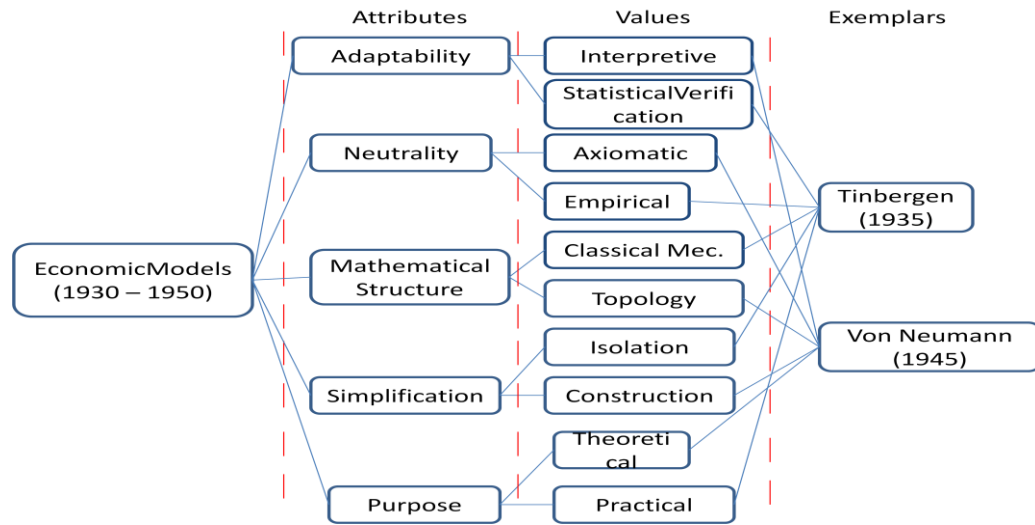 Attributes
Values
Exemplars
Adaptability
Interpretive
StatisticalVerifi
cation
Neutrality
Axiomatic
Empirical
Tinbergen
(1935)
EconomicModels
(1930 – 1950)
Mathematical
Structure
Classical Mec.
Topology
Isolation
Von Neumann
(1945)
Simplification
Construction
Theoreti
cal
Purpose
Practical